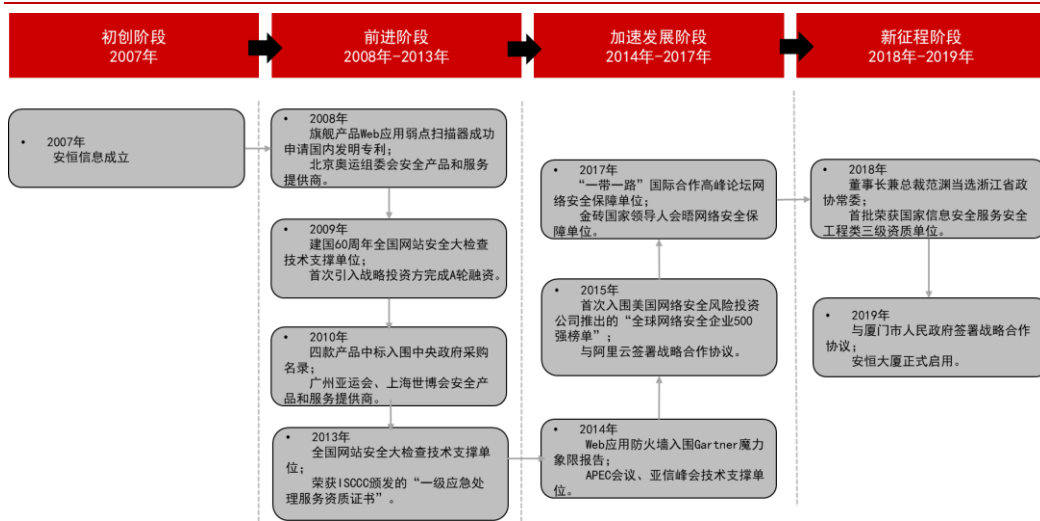 初创阶段
2007年
前进阶段
2008年-2013年
加速发展阶段
2014年-2017年
新征程阶段
2018年-2019年
• 2007年
安恒信息成立
• 2008年
旗舰产品Web应用弱点扫描器成功
申请国内发明专利；
北京奥运组委会安全产品和服务
提供商。
• 2009年
建国60周年全国网站安全大检查
技术支撑单位；
首次引入战略投资方完成A轮融资。
• 2010年
四款产品中标入围中央政府采购
名录；
广州亚运会、上海世博会安全产
品和服务提供商。
• 2013年
全国网站安全大检查技术支撑单
位；
荣获ISCCC颁发的“一级应急处
理服务资质证书”。
• 2017年
“一带一路”国际合作高峰论坛网
络安全保障单位；
金砖国家领导人会晤网络安全保
障单位。
• 2015年
首次入围美国网络安全风险投资
公司推出的“全球网络安全企业500
强榜单”；
与阿里云签署战略合作协议。
• 2014年
Web应用防火墙入围Gartner魔力
象限报告；
APEC会议、亚信峰会技术支撑单
位。
• 2018年
董事长兼总裁范渊当选浙江省政
协常委；
首批荣获国家信息安全服务安全
工程类三级资质单位。
• 2019年
与厦门市人民政府签署战略合作
协议；
安恒大厦正式启用。